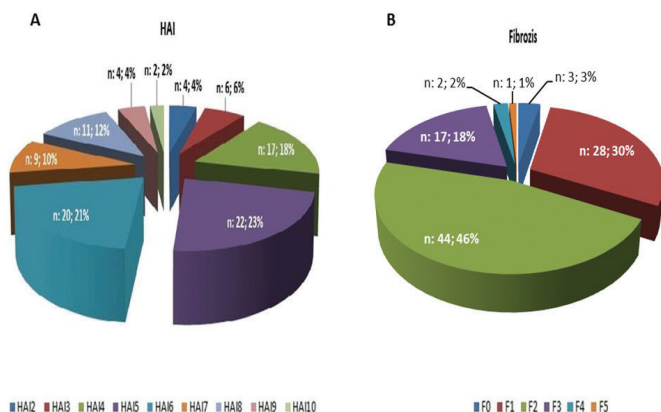 A
HAI
n: 4; 4%
n: 2; 2%
n: 4; 4%
n: 6; 6%
n: 11; 12%
n: 17; 18%
n: 9; 10%
n: 20; 21%
n: 22; 23%
HAI2 HAI3 HAI4 HAI5 HAI6 HAI7 HAI8 HAI9 HAI10
B
Fibrozis
n: 2; 2%
n: 1; 1%
n: 3; 3%
n: 17; 18%
n: 28; 30%
n: 44; 46%
F0 F1 F2 F3 F4 F5